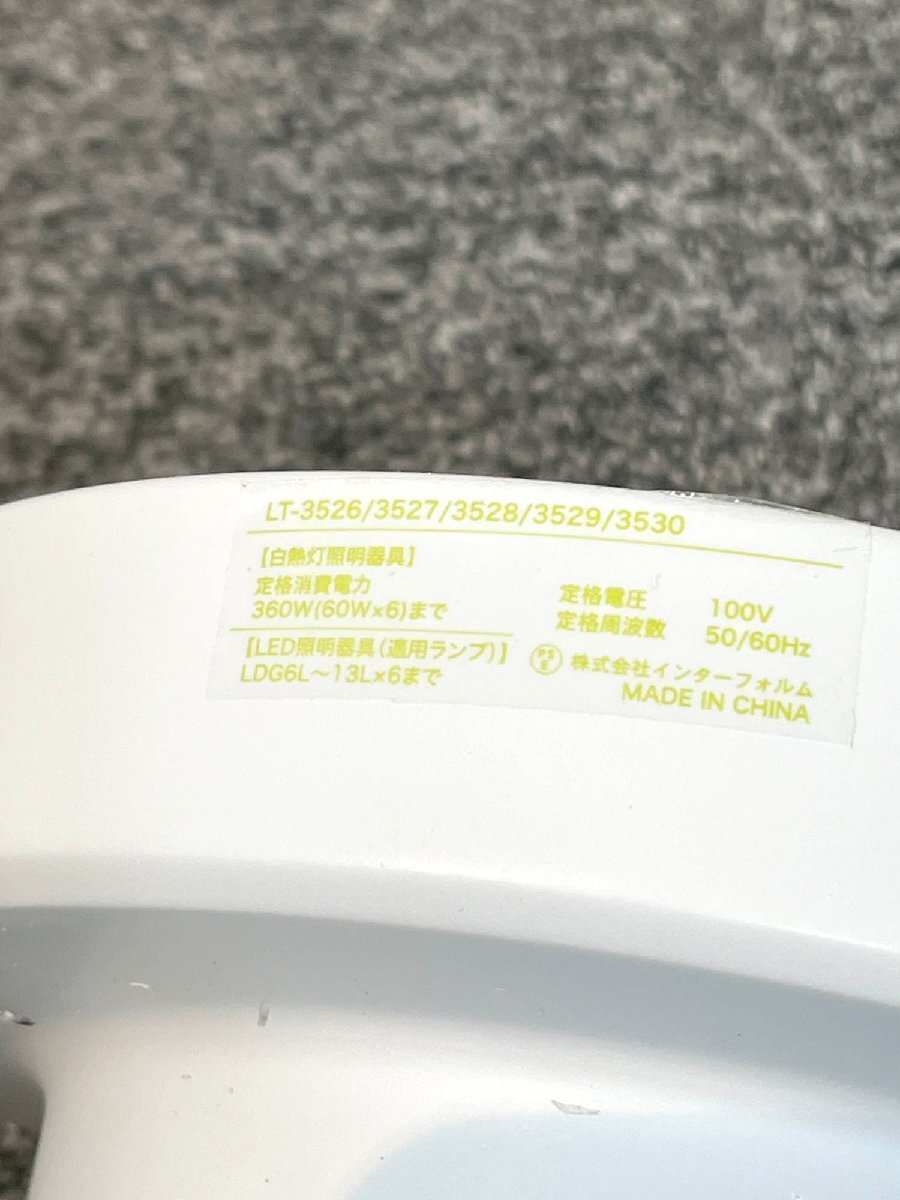 LT-3526/3527/3528/3529/3530
【白熱灯照明器具】
定格消費電力
360W(60W×6)まで
【LED照明器具(適用ランプ)】
LDG6L～13L×6まで
定格電圧 100V
定格周波数 50/60Hz
PSE 株式会社インターフォルム
MADE IN CHINA